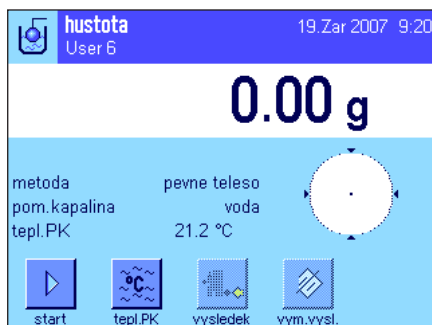 hustota 19.Zar 2007 9:20
User 6
0.00 g
metoda pevne teleso
pom.kapalina voda
tepl.PK 21.2 °C
°C
start tepl.PK vysledek vym.vysl.